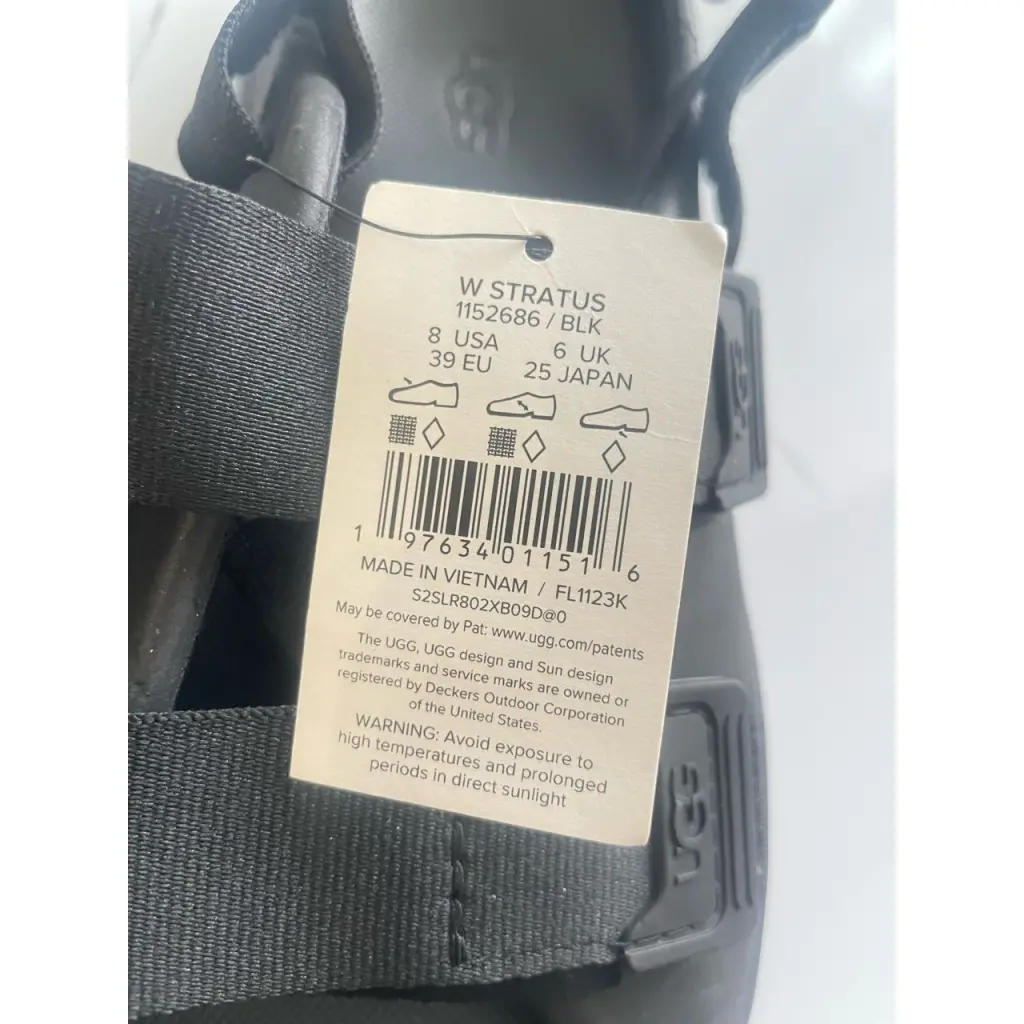 UGG
W STRATUS
1152686 / BLK
8 USA 6 UK
39 EU 25 JAPAN
1 97634 01151 6
MADE IN VIETNAM / FL1123K
S2SLR802XB09D@0
May be covered by Pat: www.ugg.com/patents
The UGG, UGG design and Sun design
trademarks and service marks are owned or
registered by Deckers Outdoor Corporation
of the United States.
WARNING: Avoid exposure to
high temperatures and prolonged
periods in direct sunlight
UGG
UGG